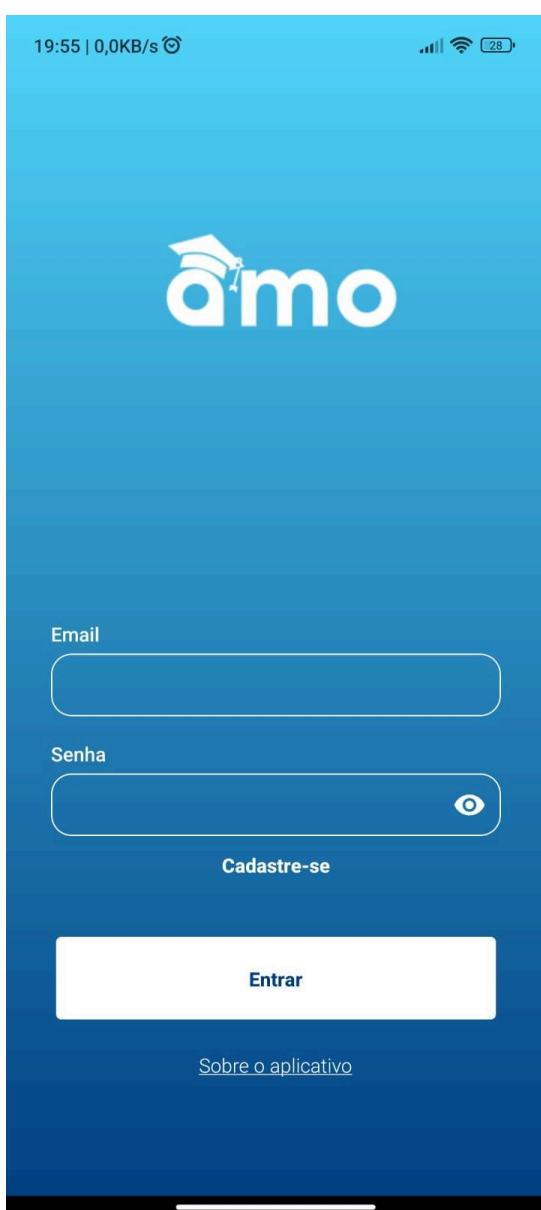 19:55 | 0,0KB/s 28
amo
Email
Senha
Cadastre-se
Entrar
Sobre o aplicativo